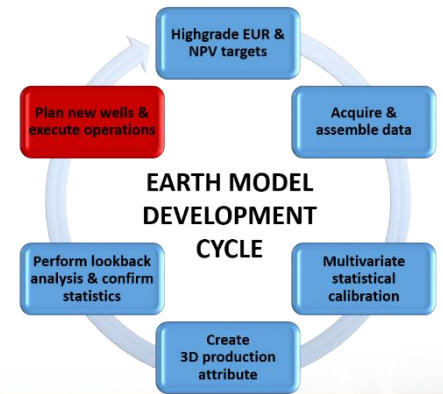 Highgrade EUR &
NPV targets
Plan new wells &
execute operations
Acquire &
assemble data
EARTH MODEL
DEVELOPMENT
CYCLE
Perform lookback
analysis & confirm
statistics
Multivariate
statistical
calibration
Create
3D production
attribute